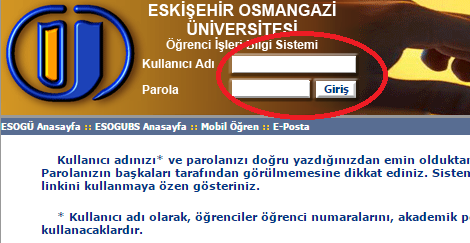 ESKİŞEHİR OSMANGAZİ
ÜNİVERSİTESİ
Öğrenci İşleri Bilgi Sistemi
Kullanıcı Adı
Parola
Giriş
ESOGÜ Anasayfa :: ESOGUBS Anasayfa :: Mobil Öğren :: E-Posta
Kullanıcı adınızı* ve parolanızı doğru yazdığınızdan emin olduktan
Parolanızın başkaları tarafından görülmemesine dikkat ediniz. Sistem
linkini kullanmaya özen gösteriniz.
* Kullanıcı adı olarak, öğrenciler öğrenci numaralarını, akademik
kullanacaklardır.